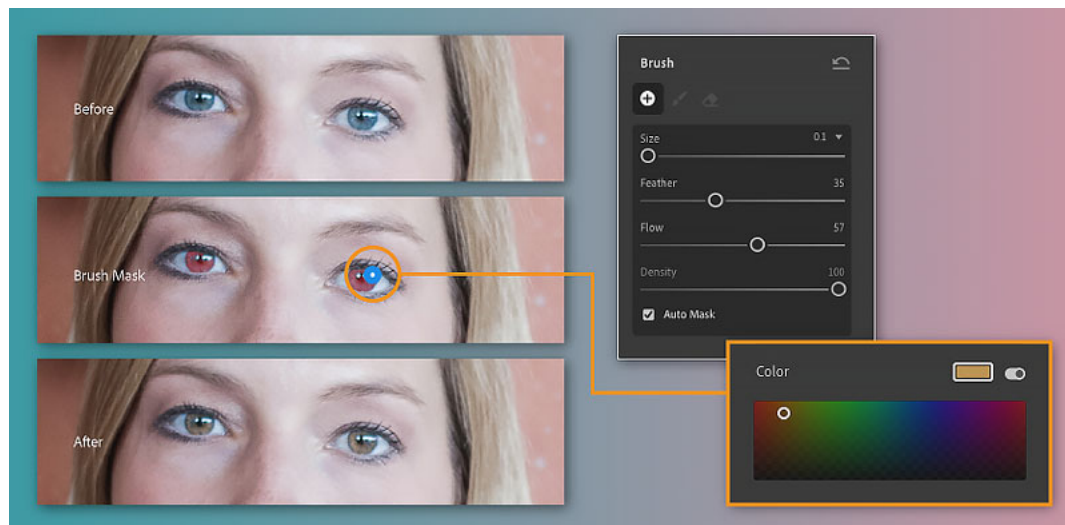 Before
Brush Mask
After
Brush
Size 0.1
Feather 35
Flow 57
Density 100
Auto Mask
Color